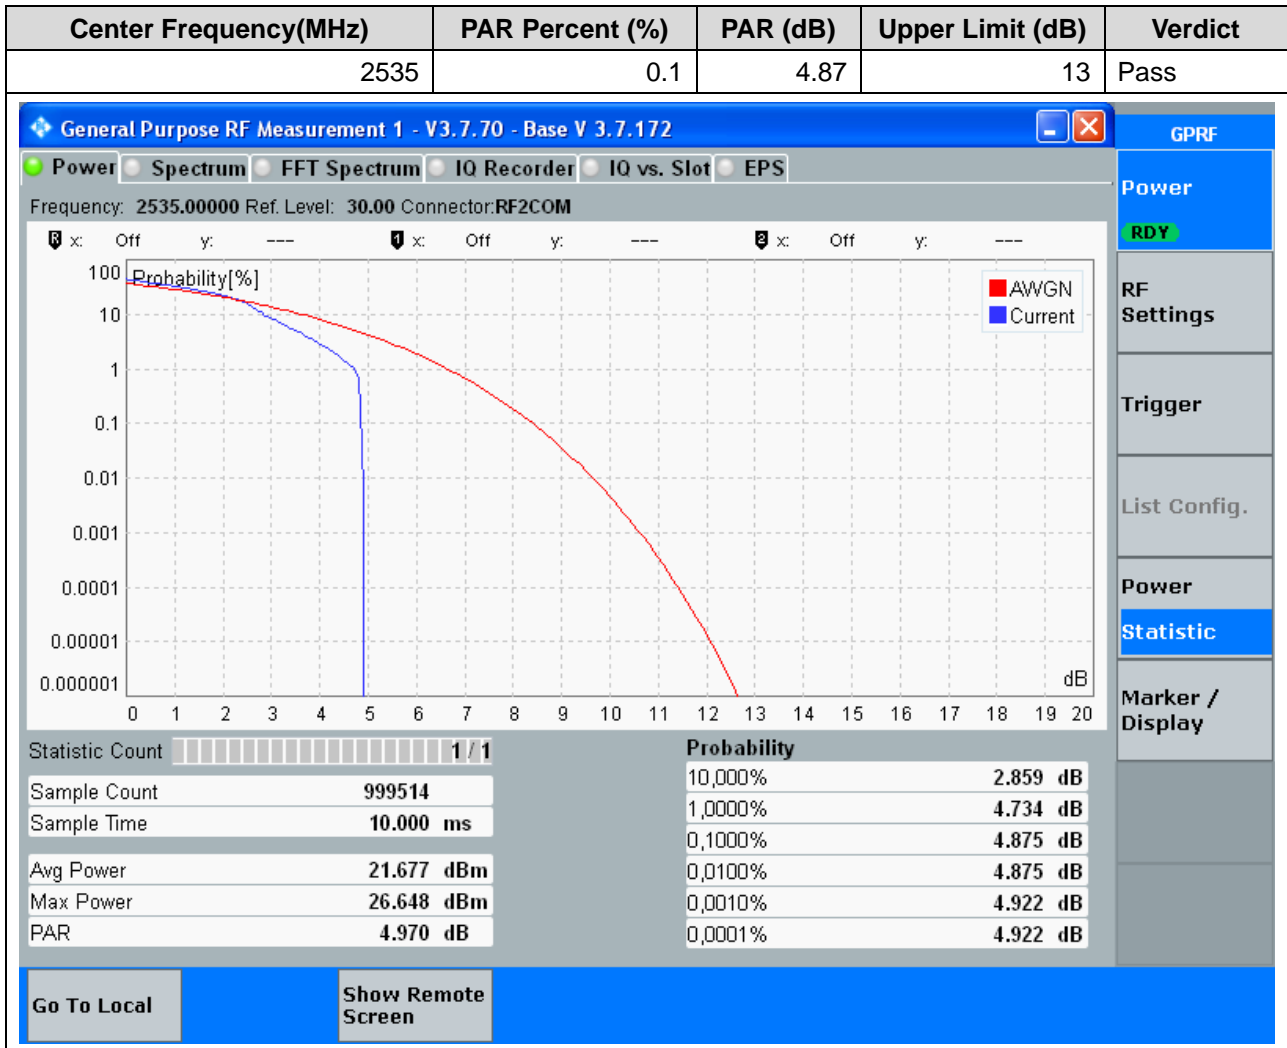 Center Frequency(MHz) PAR Percent (%) PAR (dB) Upper Limit (dB) Verdict
2535 0.1 4.87 13 Pass
General Purpose RF Measurement 1 - V3.7.70 - Base V 3.7.172
GPRF
Power Spectrum FFT Spectrum IQ Recorder IQ vs. Slot EPS
Frequency: 2535.00000 Ref. Level: 30.00 Connector:RF2COM
R x: Off y: --- 1 x: Off y: --- 2 x: Off y: ---
Probability[%]
AWGN
Current
100
10
1
0.1
0.01
0.001
0.0001
0.00001
0.000001
dB
0 1 2 3 4 5 6 7 8 9 10 11 12 13 14 15 16 17 18 19 20
Statistic Count 1 / 1
Sample Count 999514
Sample Time 10.000 ms
Avg Power 21.677 dBm
Max Power 26.648 dBm
PAR 4.970 dB
Probability
10,000% 2.859 dB
1,0000% 4.734 dB
0,1000% 4.875 dB
0,0100% 4.875 dB
0,0010% 4.922 dB
0,0001% 4.922 dB
Power
RDY
RF
Settings
Trigger
List Config.
Power
Statistic
Marker /
Display
Go To Local
Show Remote
Screen